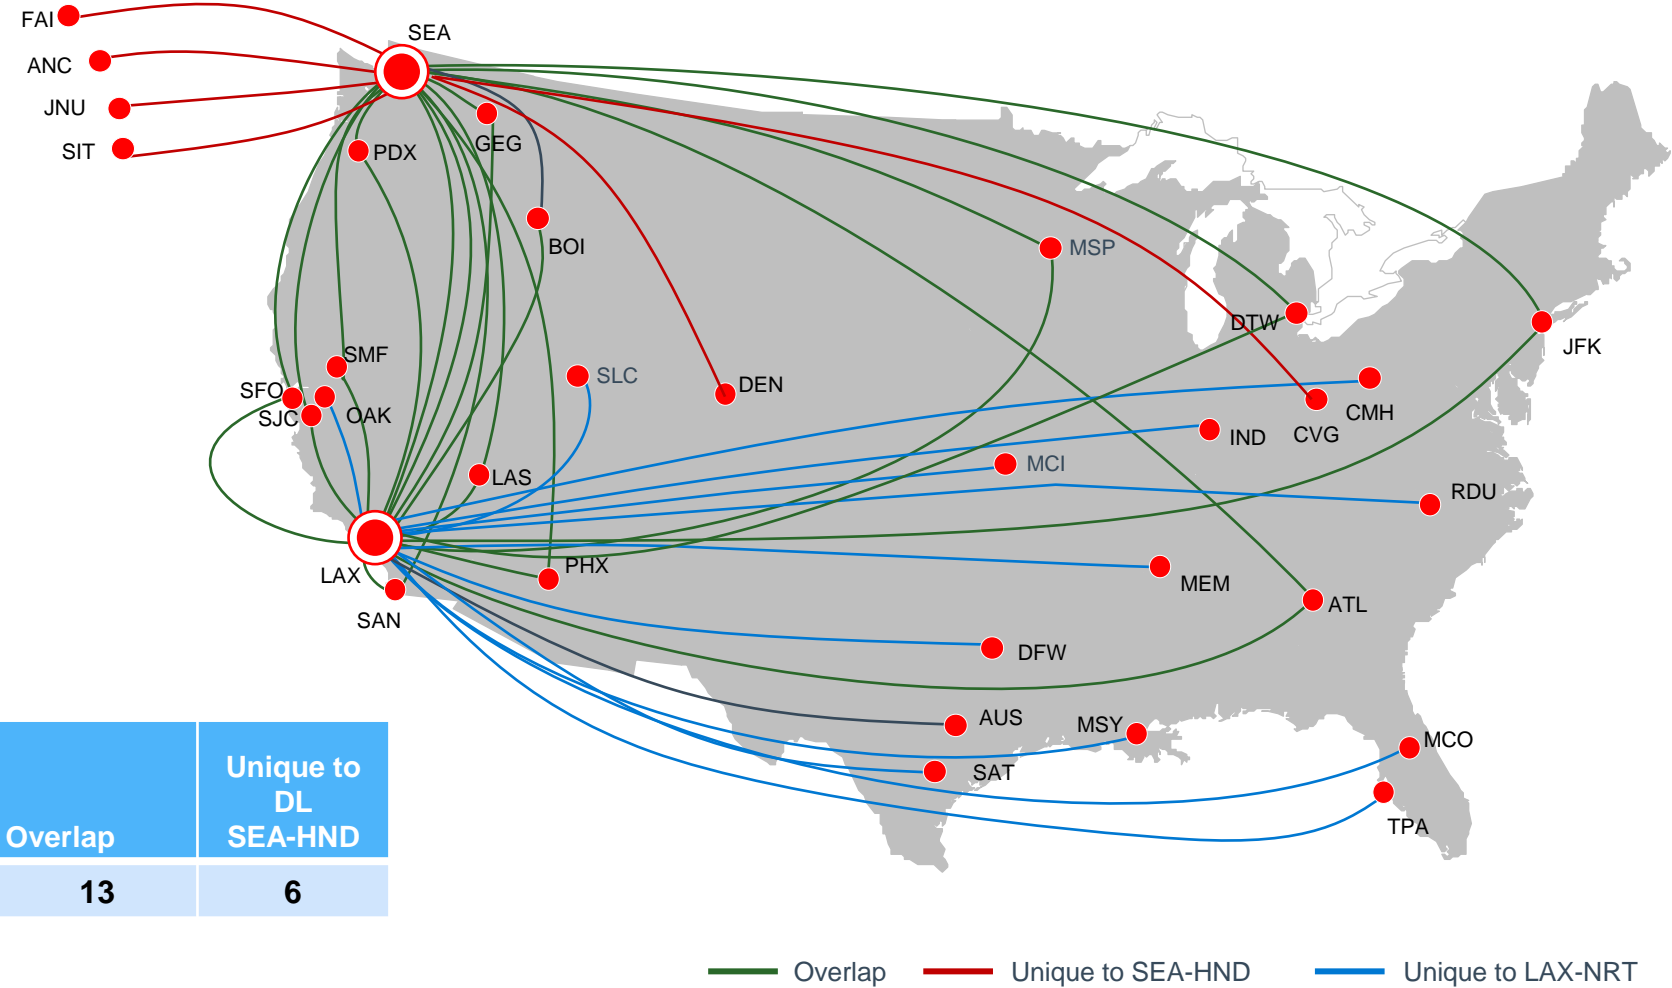 FAI
SEA
ANC
JNU
SIT
GEG
PDX
BOI
MSP
DTW
JFK
SMF
SLC
DEN
SFO
SJC
OAK
CMH
CVG
IND
MCI
LAS
RDU
LAX
PHX
MEM
SAN
ATL
DFW
AUS
MSY
MCO
SAT
TPA
Unique to
DL
Overlap
SEA-HND
13
6
Overlap
Unique to SEA-HND
Unique to LAX-NRT